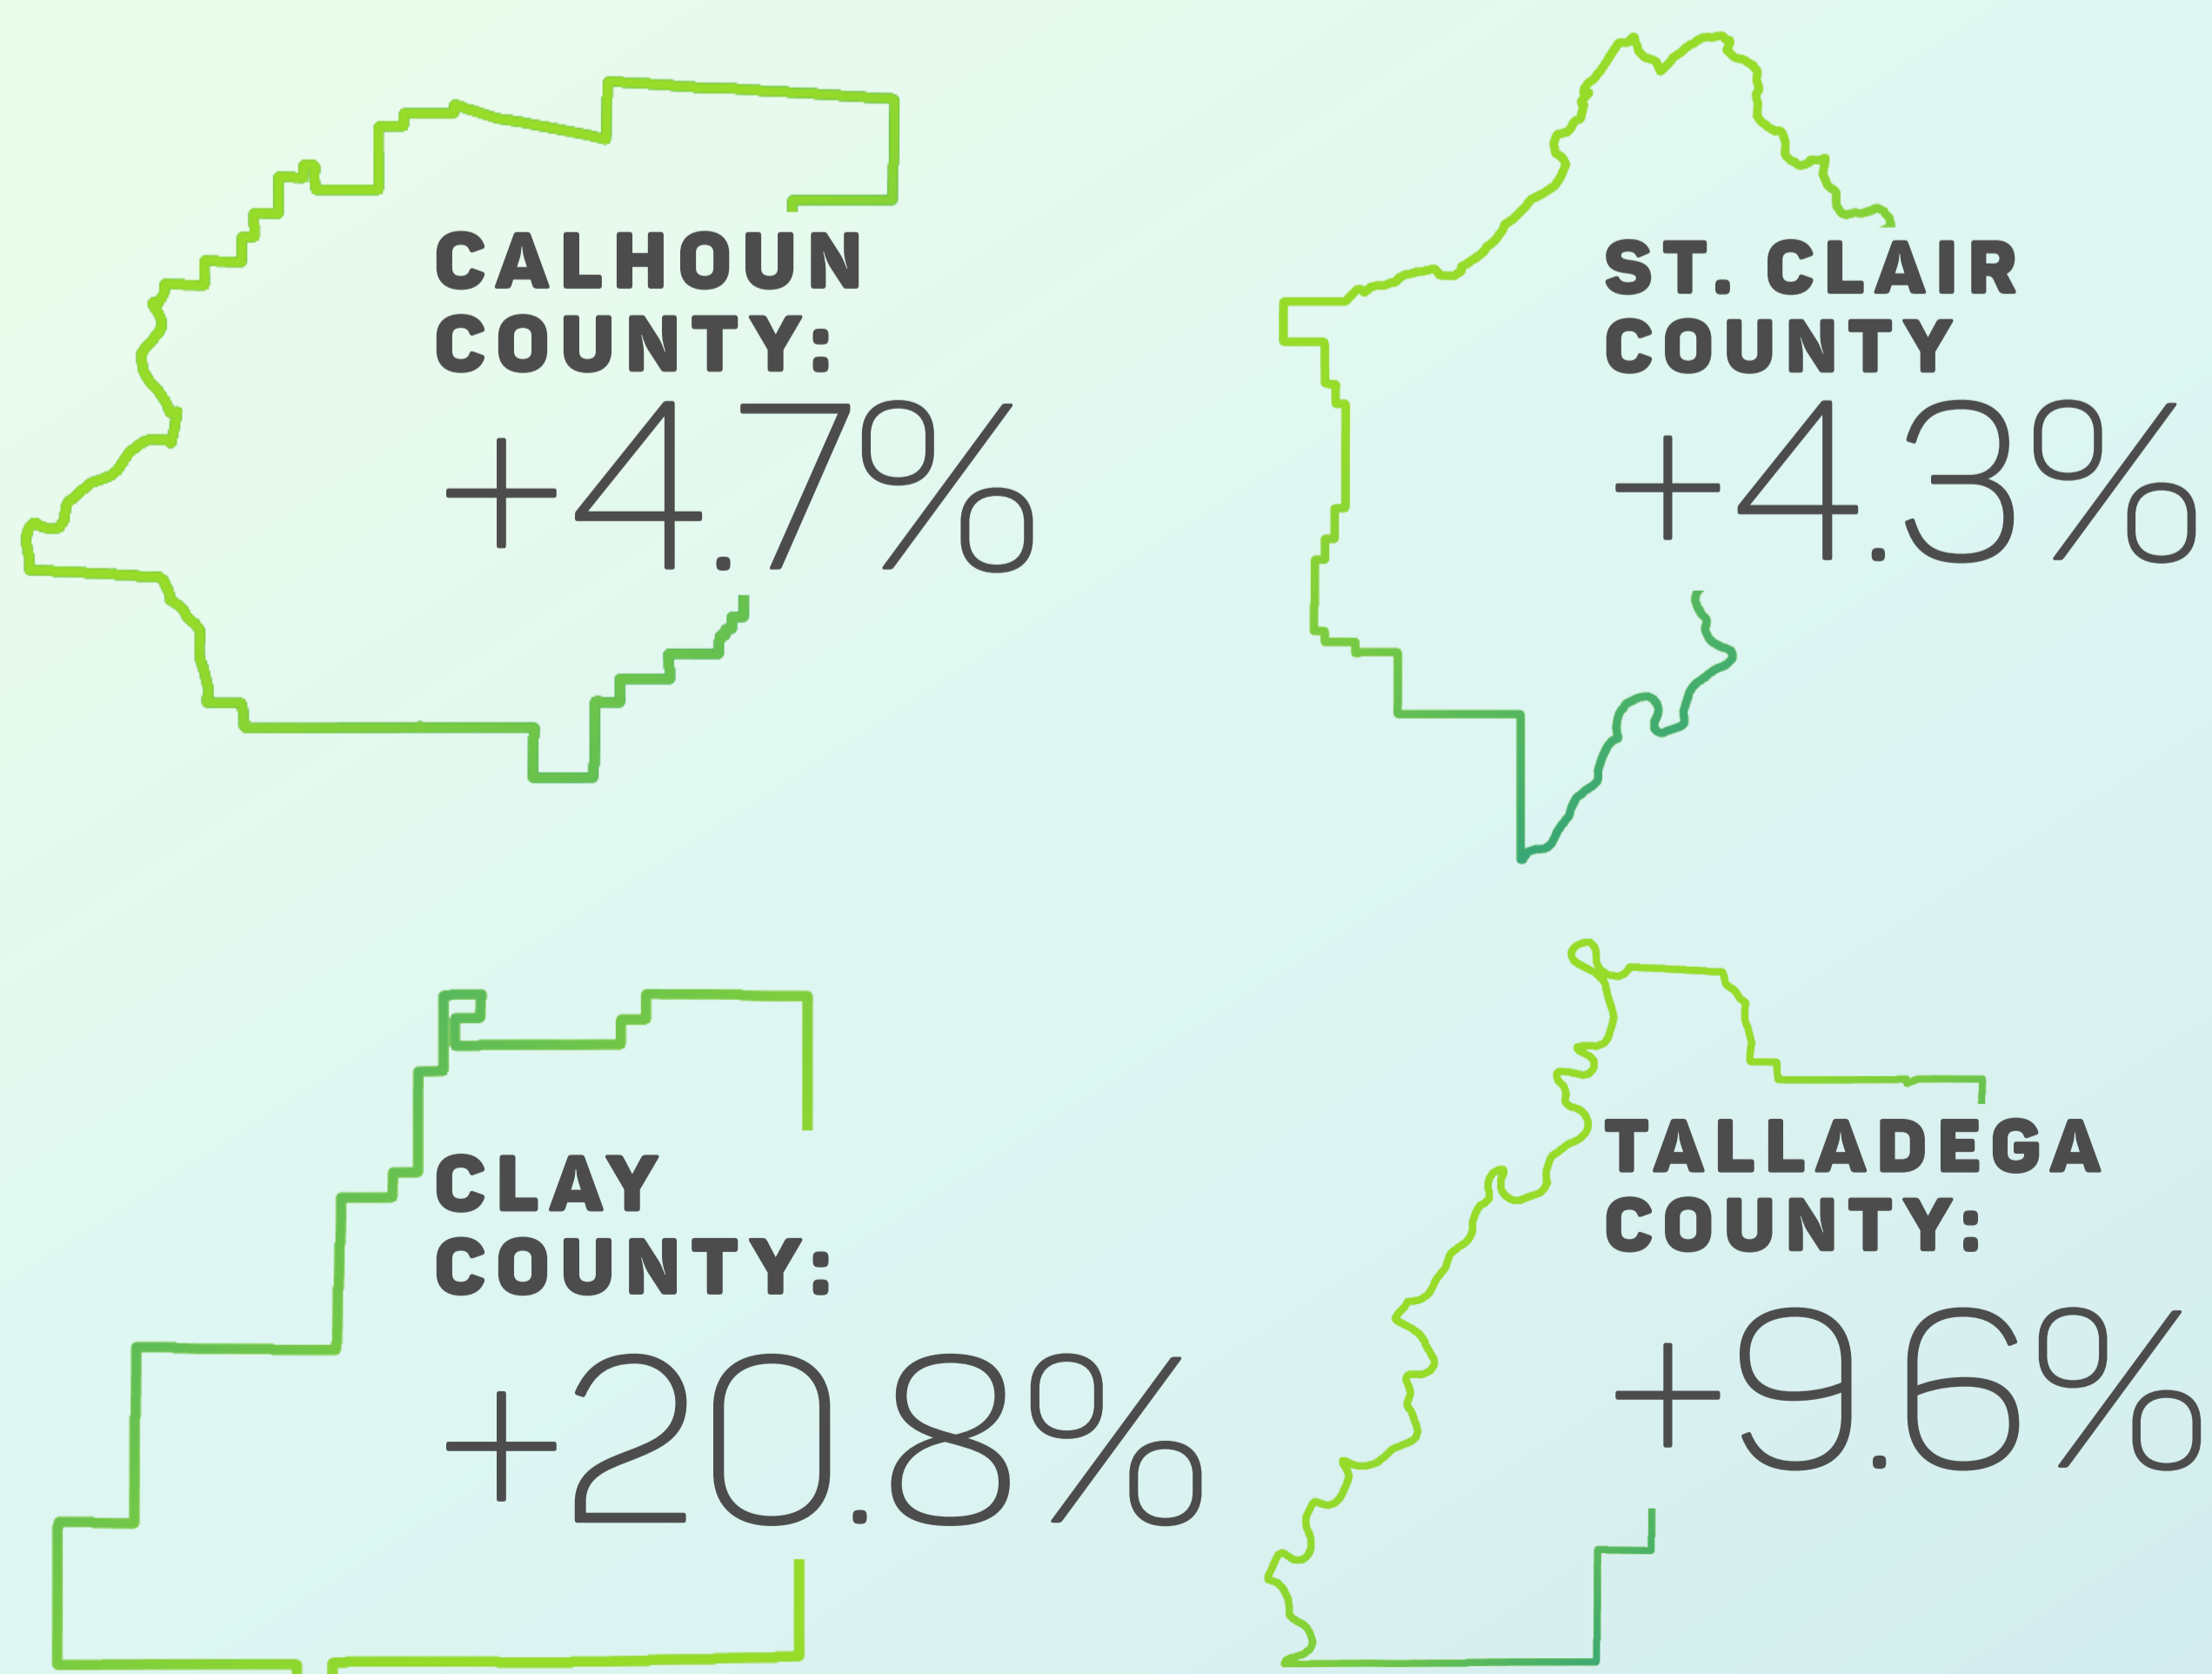 CALHOUN
COUNTY:
+4.7%
ST. CLAIR
COUNTY
+4.3%
CLAY
COUNTY:
+20.8%
TALLADEGA
COUNTY:
+9.6%